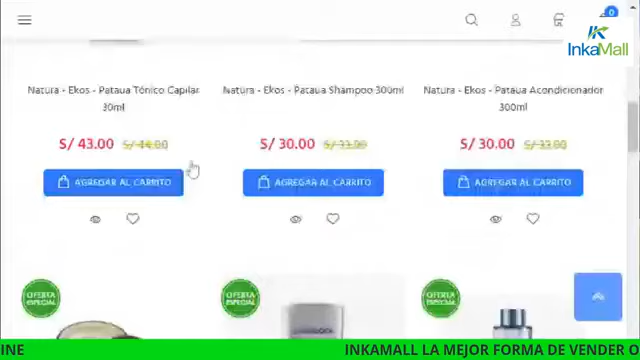 0
InkaMall
Natura - Ekos - Pataua Tónico Capilar
30ml
S/ 43.00 S/ 44.00
AGREGAR AL CARRITO
Natura - Ekos - Pataua Shampoo 300ml
S/ 30.00 S/ 33.00
AGREGAR AL CARRITO
Natura - Ekos - Pataua Acondicionador
300ml
S/ 30.00 S/ 33.00
AGREGAR AL CARRITO
OFERTA
ESPECIAL
OFERTA
ESPECIAL
OFERTA
ESPECIAL
INE
INKAMALL LA MEJOR FORMA DE VENDER O